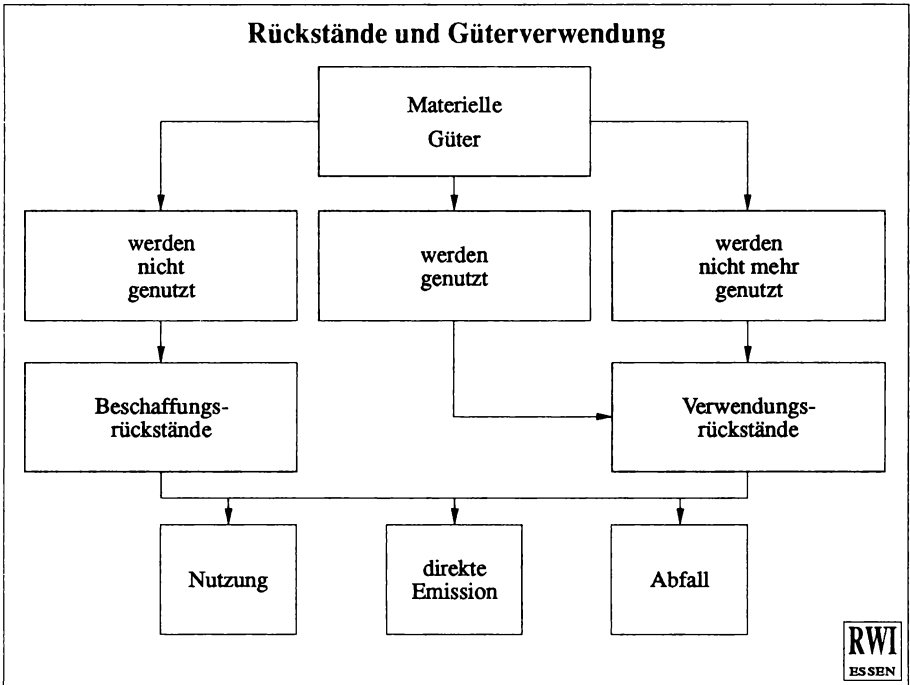 Rückstände und Güterverwendung
Materielle
Güter
werden
nicht
genutzt
werden
genutzt
werden
nicht mehr
genutzt
Beschaffungs-
rückstände
Verwendungs-
rückstände
Nutzung
direkte
Emission
Abfall
RWI
ESSEN